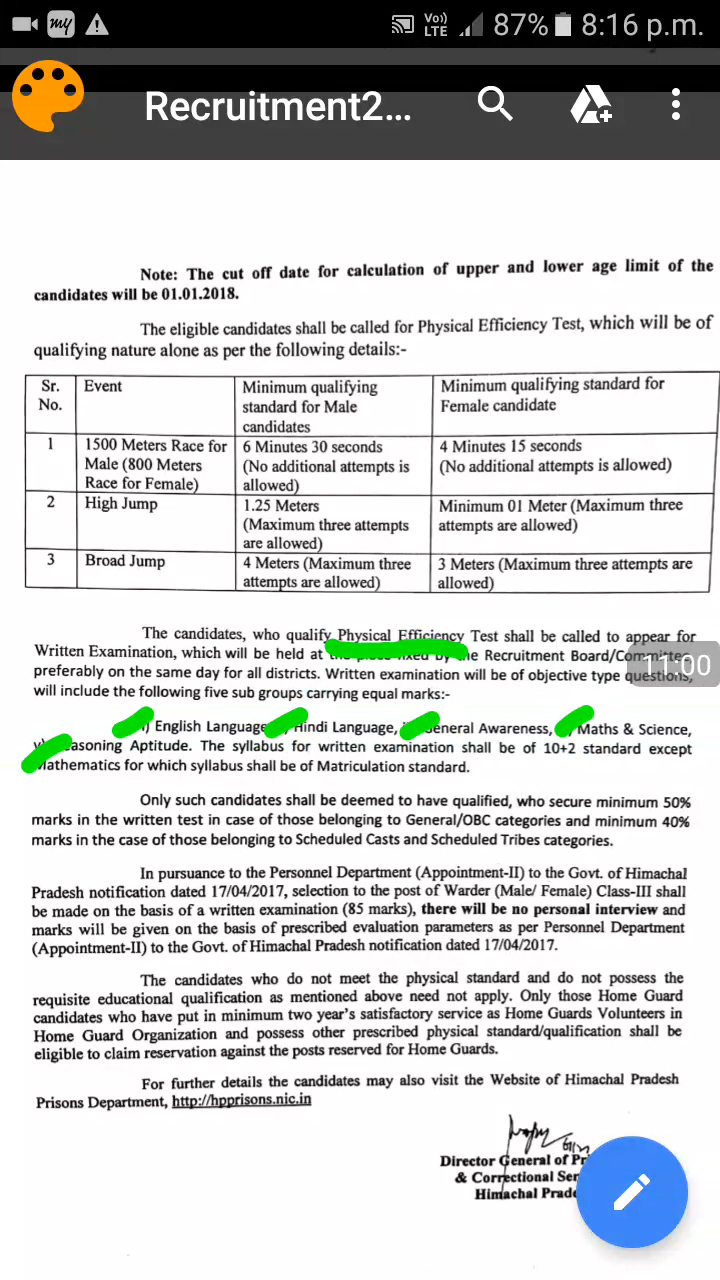 my Vo)) LTE 87% 8:16 p.m.
Recruitment2...
Note: The cut off date for calculation of upper and lower age limit of the
candidates will be 01.01.2018.
The eligible candidates shall be called for Physical Efficiency Test, which will be of
qualifying nature alone as per the following details:-
Sr. No. Event Minimum qualifying standard for Male candidates Minimum qualifying standard for Female candidate
1 1500 Meters Race for Male (800 Meters Race for Female) 6 Minutes 30 seconds (No additional attempts is allowed) 4 Minutes 15 seconds (No additional attempts is allowed)
2 High Jump 1.25 Meters (Maximum three attempts are allowed) Minimum 01 Meter (Maximum three attempts are allowed)
3 Broad Jump 4 Meters (Maximum three attempts are allowed) 3 Meters (Maximum three attempts are allowed)
The candidates, who qualify Physical Efficiency Test shall be called to appear for
Written Examination, which will be held at the place fixed by the Recruitment Board/Committee
preferably on the same day for all districts. Written examination will be of objective type questions,
will include the following five sub groups carrying equal marks:-
11:00
English Language, Hindi Language, General Awareness, Maths & Science,
Reasoning Aptitude. The syllabus for written examination shall be of 10+2 standard except
Mathematics for which syllabus shall be of Matriculation standard.
Only such candidates shall be deemed to have qualified, who secure minimum 50%
marks in the written test in case of those belonging to General/OBC categories and minimum 40%
marks in the case of those belonging to Scheduled Casts and Scheduled Tribes categories.
In pursuance to the Personnel Department (Appointment-II) to the Govt. of Himachal
Pradesh notification dated 17/04/2017, selection to the post of Warder (Male/ Female) Class-III shall
be made on the basis of a written examination (85 marks), there will be no personal interview and
marks will be given on the basis of prescribed evaluation parameters as per Personnel Department
(Appointment-II) to the Govt. of Himachal Pradesh notification dated 17/04/2017.
The candidates who do not meet the physical standard and do not possess the
requisite educational qualification as mentioned above need not apply. Only those Home Guard
candidates who have put in minimum two year's satisfactory service as Home Guards Volunteers in
Home Guard Organization and possess other prescribed physical standard/qualification shall be
eligible to claim reservation against the posts reserved for Home Guards.
For further details the candidates may also visit the Website of Himachal Pradesh
Prisons Department, http://hpprisons.nic.in
Director General of Pr
& Correctional Ser
Himachal Prade